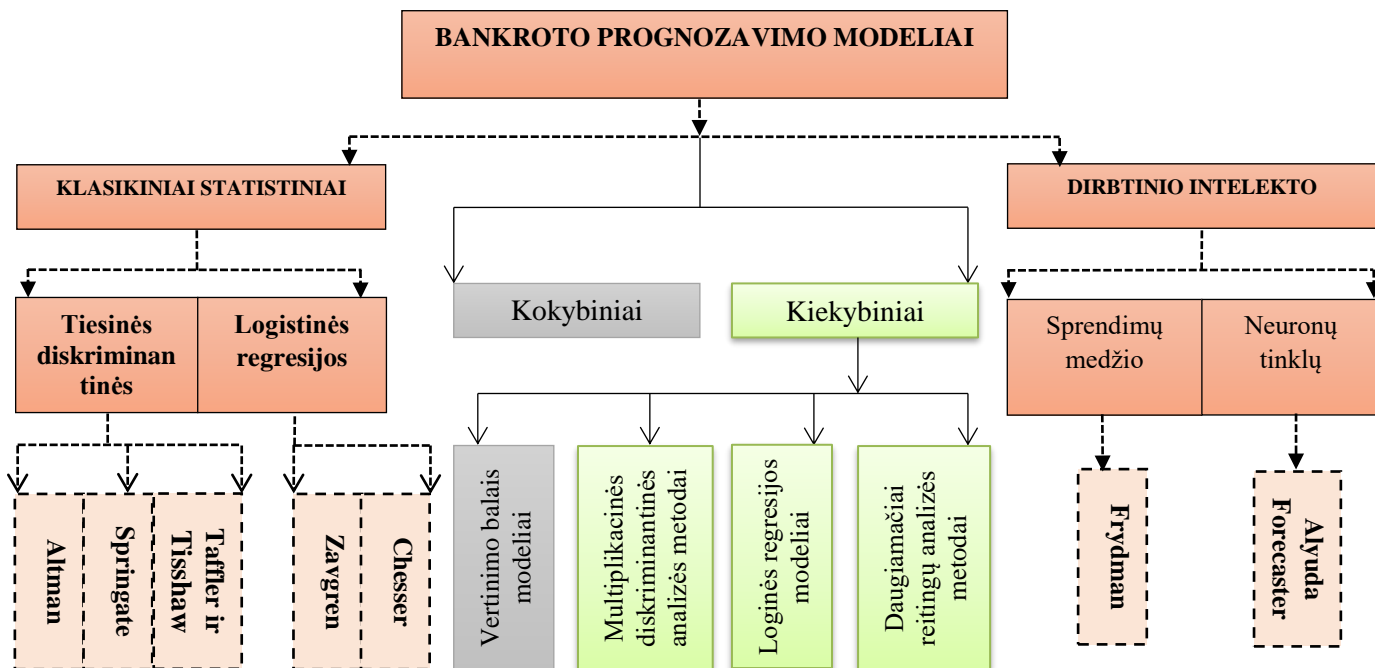 BANKROTO PROGNOZAVIMO MODELIAI
KLASIKINIAI STATISTINIAI
DIRBTINIO INTELEKTO
Kokybiniai
Kiekybiniai
Tiesinės
diskriminan
tinės
Logistinės
regresijos
Sprendimų
medžio
Neuronų
tinklų
Altman
Springate
Taffler ir
Tisshaw
Zavgren
Chesser
Vertinimo balais
modeliai
Multiplikacinės
diskriminantinės
analizės metodai
Loginės regresijos
modeliai
Daugiamačiai
reitingų analizės
metodai
Frydman
Alyuda
Forecaster